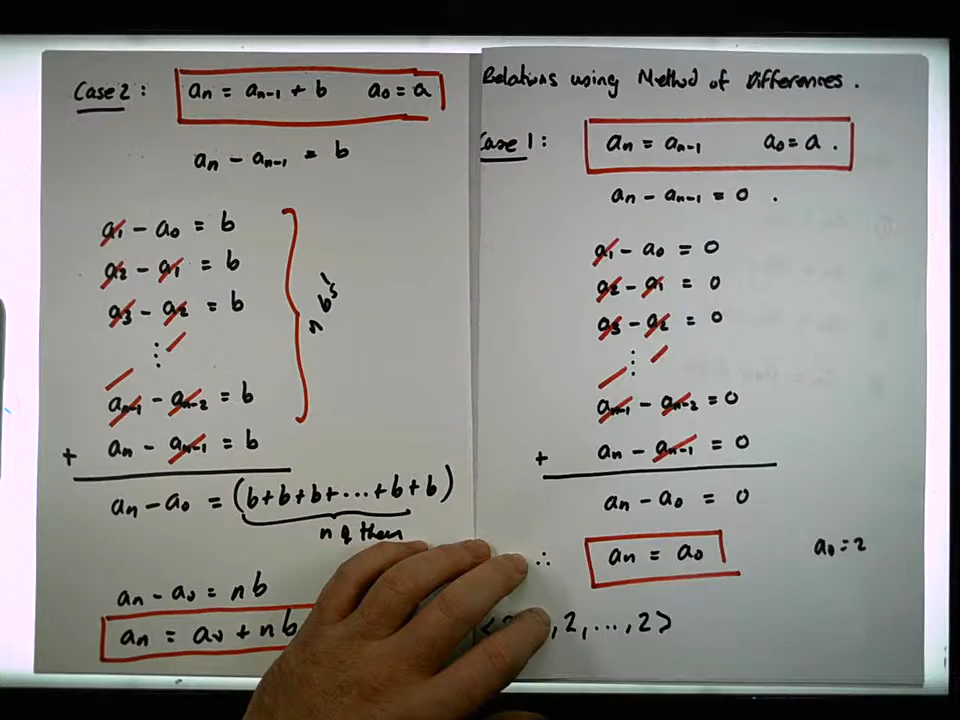 Case 2: an = an-1 + b a0 = a
an - an-1 = b
a1 - a0 = b
a2 - a1 = b
a3 - a2 = b
⋮
an-1 - an-2 = b
an - an-1 = b
+
n b's
an - a0 = (b+b+b+...+b+b)
n of them
an - a0 = nb
an = a0 + nb
Relations using Method of Differences.
Case 1: an = an-1 a0 = a.
an - an-1 = 0.
a1 - a0 = 0
a2 - a1 = 0
a3 - a2 = 0
⋮
an-1 - an-2 = 0
an - an-1 = 0
+
an - a0 = 0
∴ an = a0 a0 = 2
, 2, ..., 2>